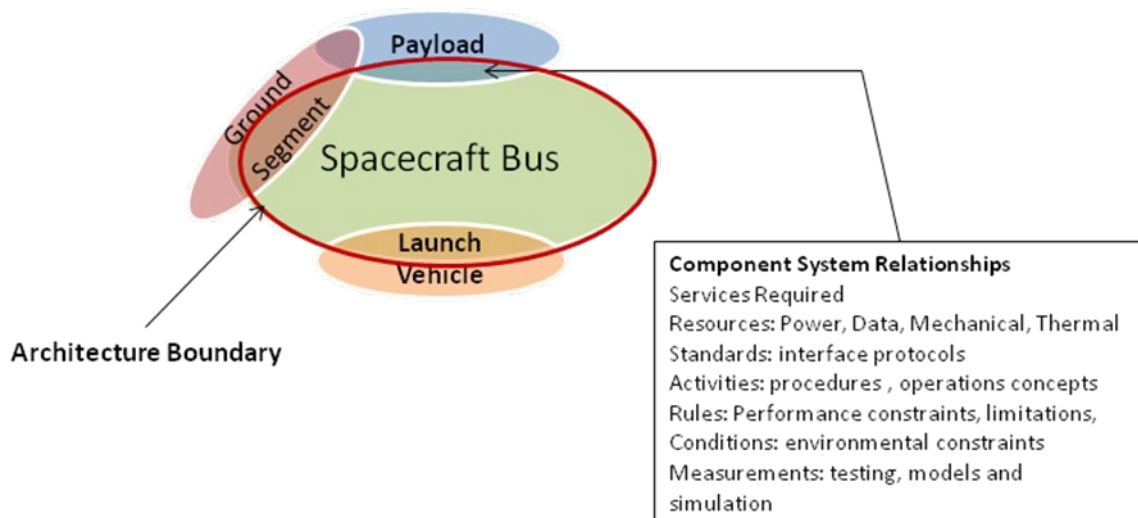 Payload
Ground
Segment
Spacecraft Bus
Launch
Vehicle
Architecture Boundary
Component System Relationships
Services Required
Resources: Power, Data, Mechanical, Thermal
Standards: interface protocols
Activities: procedures , operations concepts
Rules: Performance constraints, limitations,
Conditions: environmental constraints
Measurements: testing, models and
simulation